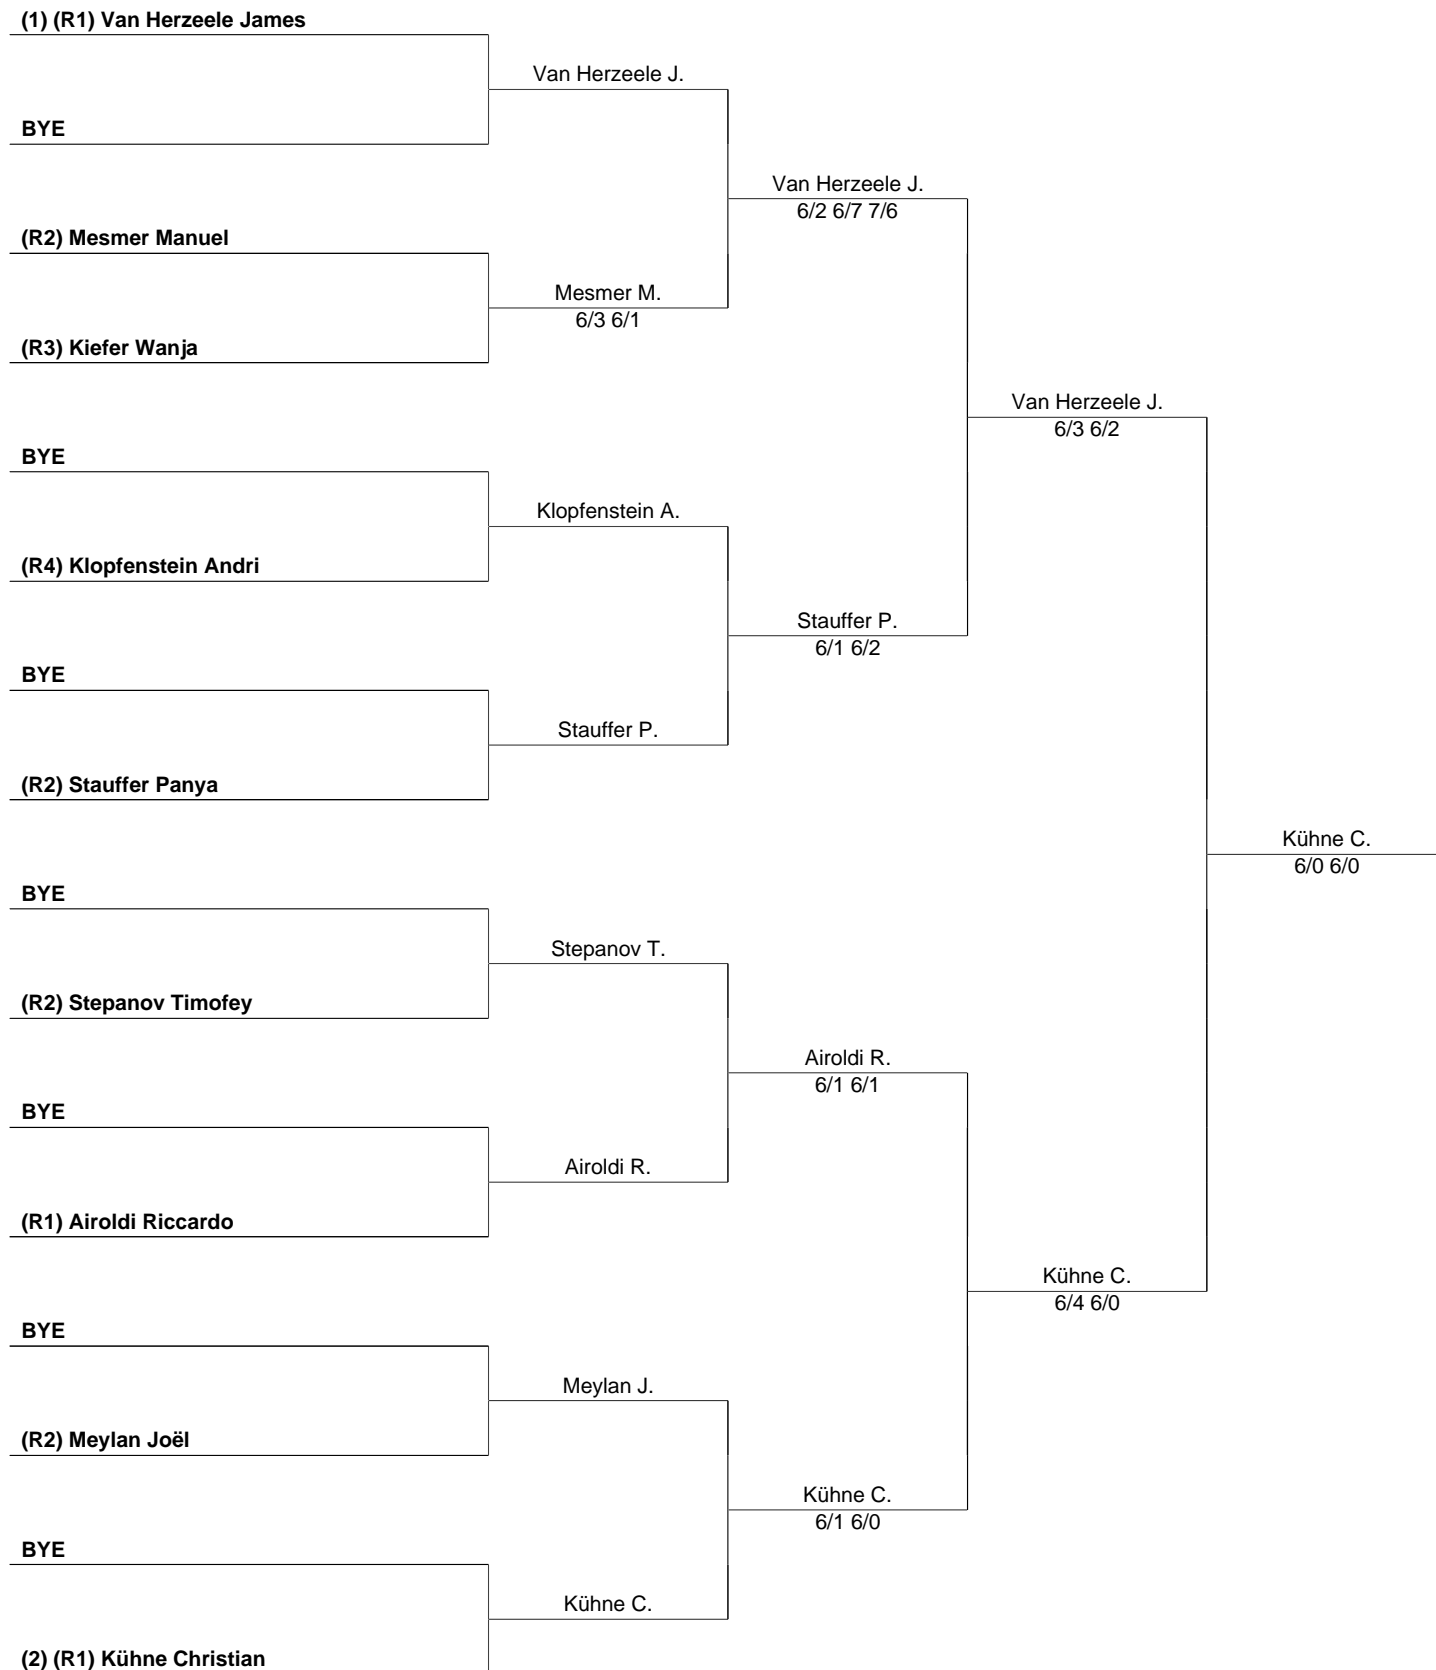 (1) (R1) Van Herzeele James
Van Herzeele J.
BYE
Van Herzeele J.
6/2 6/7 7/6
(R2) Mesmer Manuel
Mesmer M.
6/3 6/1
(R3) Kiefer Wanja
Van Herzeele J.
6/3 6/2
BYE
Klopfenstein A.
(R4) Klopfenstein Andri
Stauffer P.
6/1 6/2
BYE
Stauffer P.
(R2) Stauffer Panya
Kühne C.
6/0 6/0
BYE
Stepanov T.
(R2) Stepanov Timofey
Airoldi R.
6/1 6/1
BYE
Airoldi R.
(R1) Airoldi Riccardo
Kühne C.
6/4 6/0
BYE
Meylan J.
(R2) Meylan Joël
Kühne C.
6/1 6/0
BYE
Kühne C.
(2) (R1) Kühne Christian